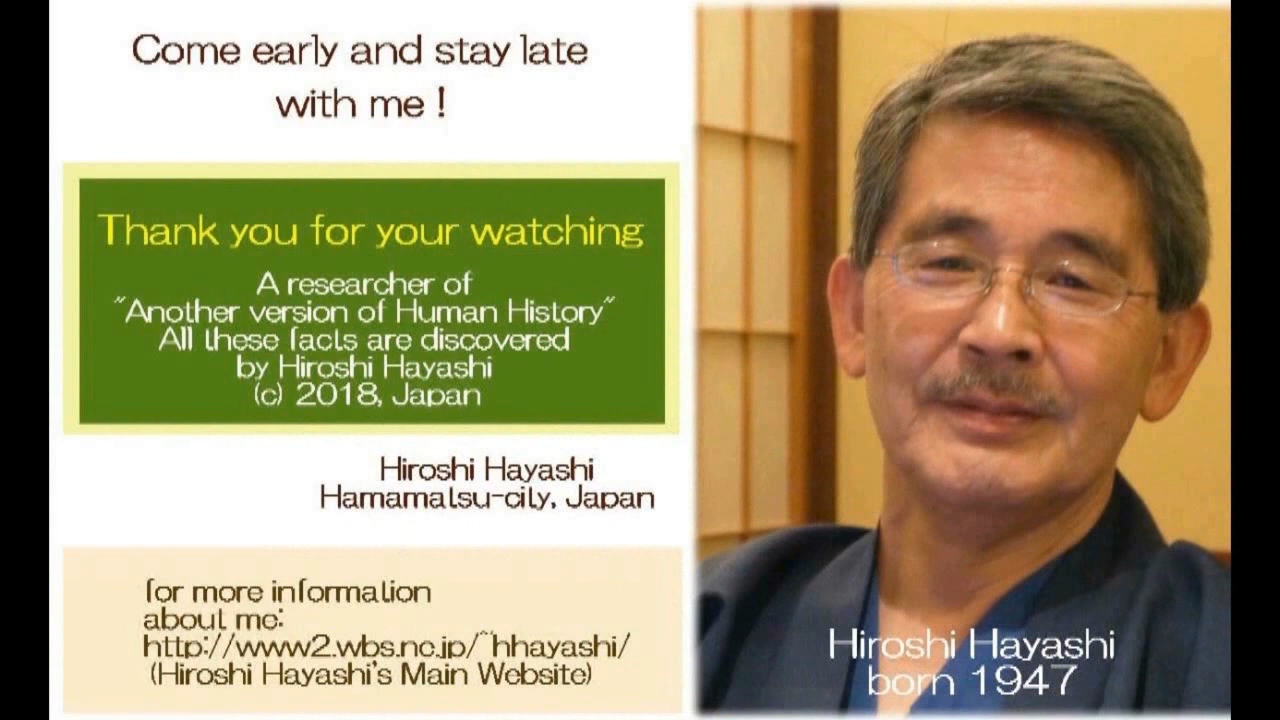 Come early and stay late
with me !
Thank you for your watching
A researcher of
"Another version of Human History"
All these facts are discovered
by Hiroshi Hayashi
(c) 2018, Japan
Hiroshi Hayashi
Hamamatsu-city, Japan
for more information
about me:
http://www2.wbs.ne.jp/~hhayashi/
(Hiroshi Hayashi's Main Website)
Hiroshi Hayashi
born 1947